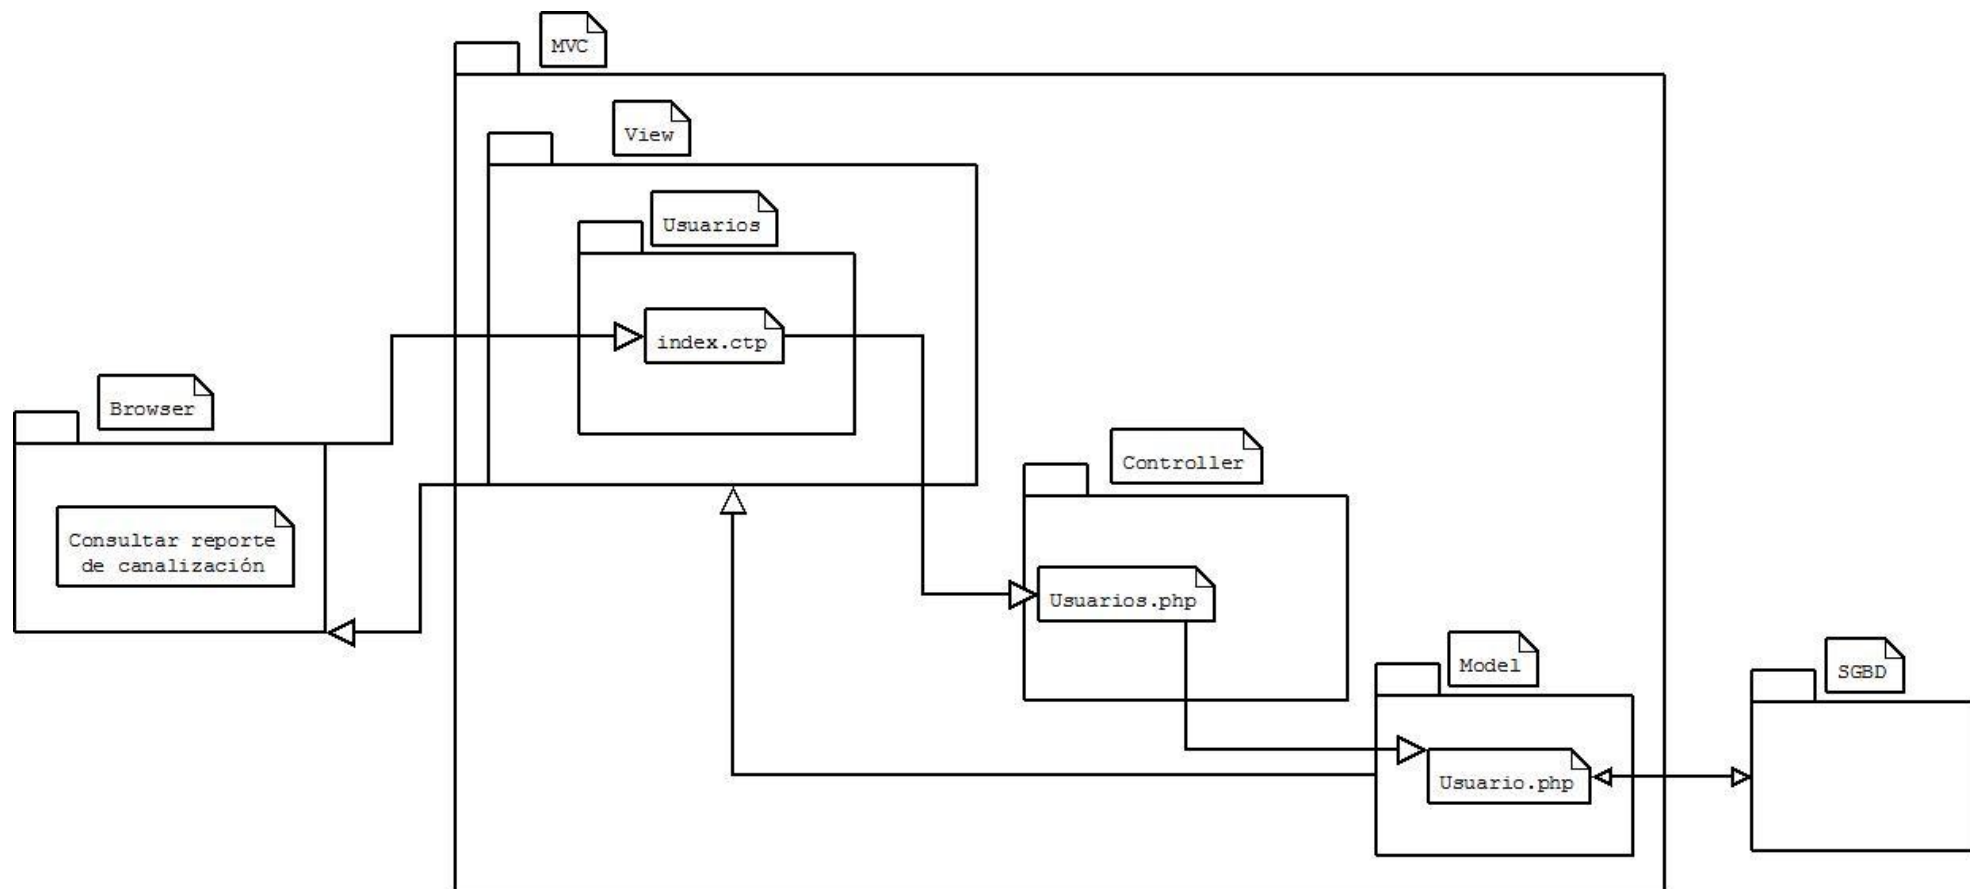 MVC
View
Usuarios
index.ctp
Browser
Consultar reporte
de canalización
Controller
Usuarios.php
Model
Usuario.php
SGBD